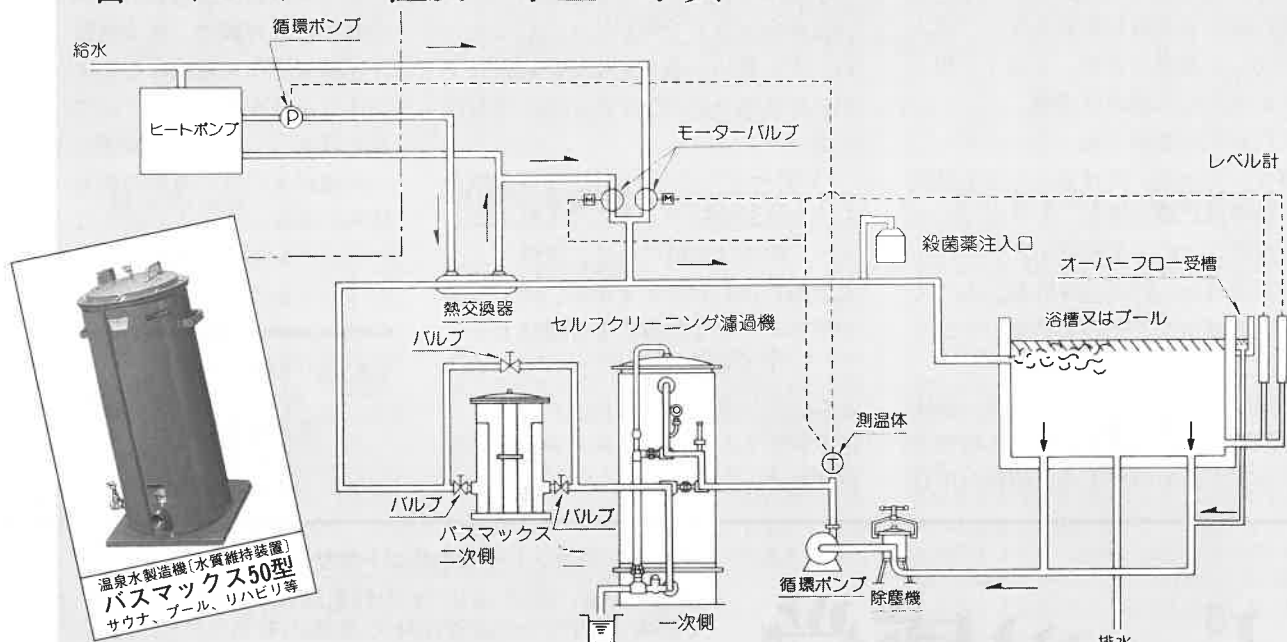 循環ポンプ
給水
ヒートポンプ
P
モーターバルブ
M
M
レベル計
殺菌薬注入口
オーバーフロー受槽
熱交換器
セルフクリーニング濾過機
浴槽又はプール
バルブ
測温体
T
バルブ
バルブ
バスマックス
二次側
循環ポンプ
除塵機
一次側
排水
温泉水製造機〔水質維持装置〕
バスマックス50型
サウナ、プール、リハビリ等